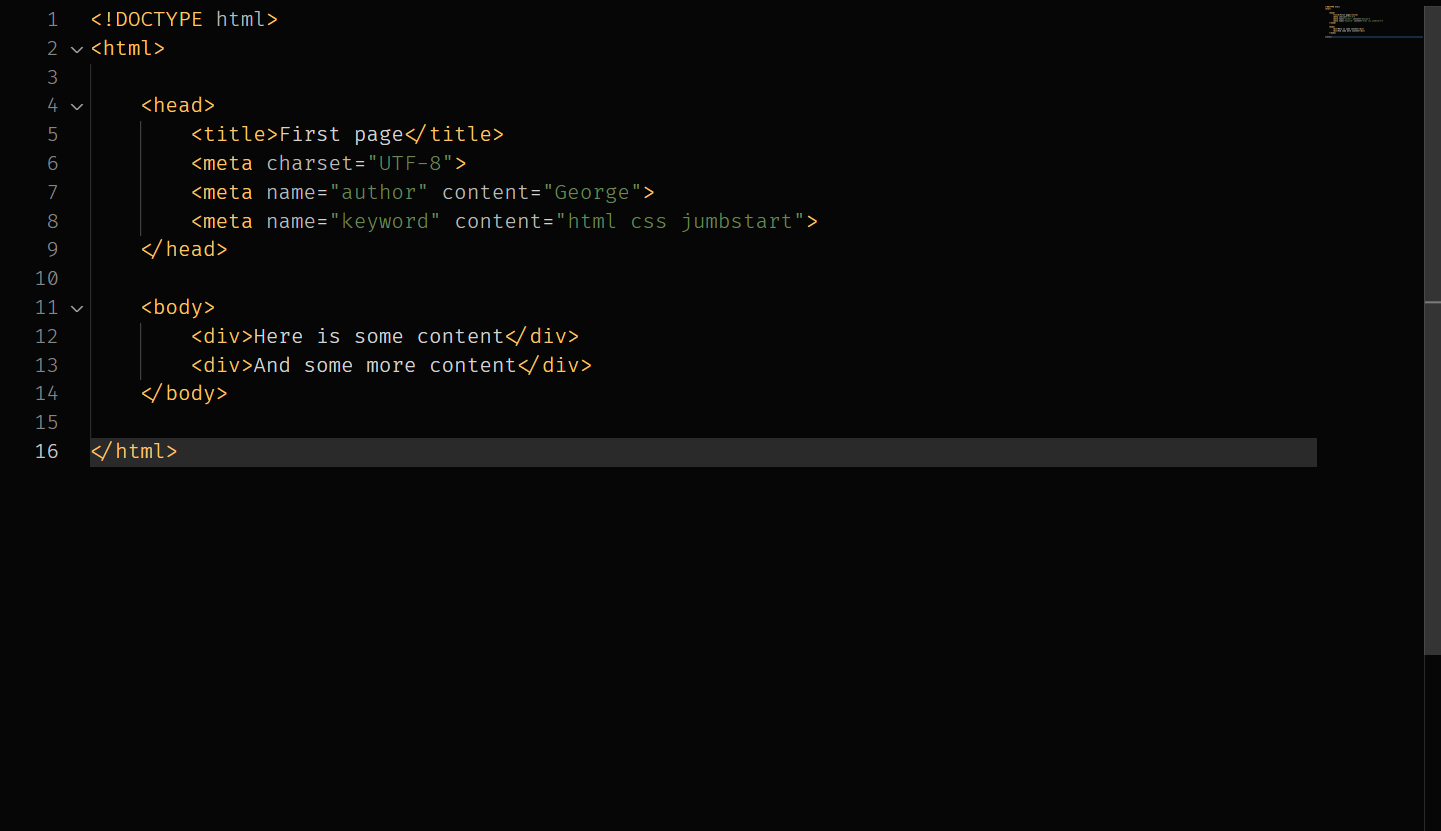 1 <!DOCTYPE html>
2 <html>
3
4 <head>
5 <title>First page</title>
6 <meta charset="UTF-8">
7 <meta name="author" content="George">
8 <meta name="keyword" content="html css jumbstart">
9 </head>
10
11 <body>
12 <div>Here is some content</div>
13 <div>And some more content</div>
14 </body>
15
16 </html>